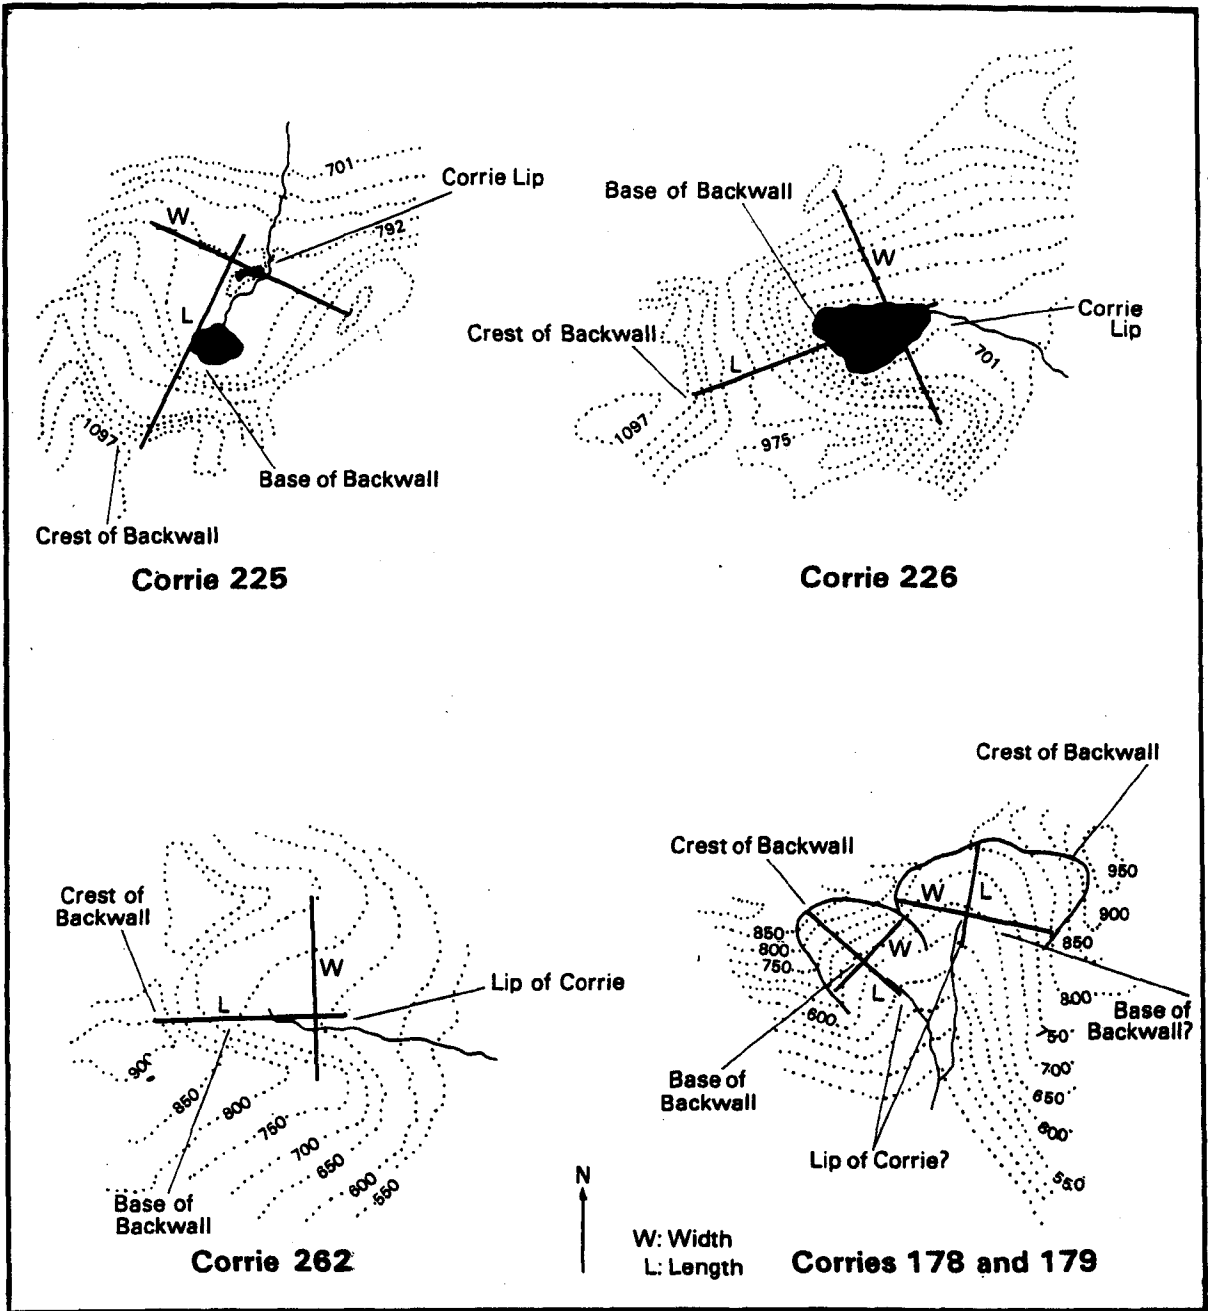 701
Corrie Lip
W
792
L
1097
Base of Backwall
Crest of Backwall
Corrie 225
Base of Backwall
W
Corrie
Lip
Crest of Backwall
L
701
1097
975
Corrie 226
Crest of
Backwall
W
L
Lip of Corrie
900
850
800
750
700
650
600
550
Base of
Backwall
Corrie 262
N
W: Width
L: Length
Crest of Backwall
Crest of Backwall
950
W
L
900
850
850
800
750
W
L
600
800
Base of
Backwall?
50
700
650
600
550
Base of
Backwall
Lip of Corrie?
Corries 178 and 179